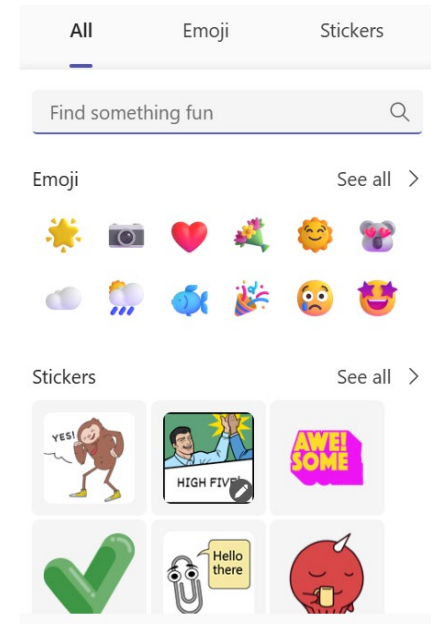 All Emoji Stickers
Find something fun
Emoji See all
Stickers See all
YES!
HIGH FIVE!
AWE!
SOME
Hello
there